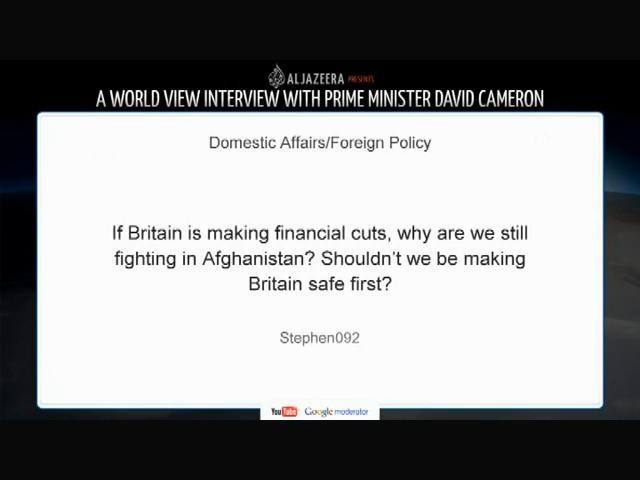 ALJAZEERA PRESENTS
A WORLD VIEW INTERVIEW WITH PRIME MINISTER DAVID CAMERON
Domestic Affairs/Foreign Policy
If Britain is making financial cuts, why are we still
fighting in Afghanistan? Shouldn't we be making
Britain safe first?
Stephen092
YouTube Google moderator